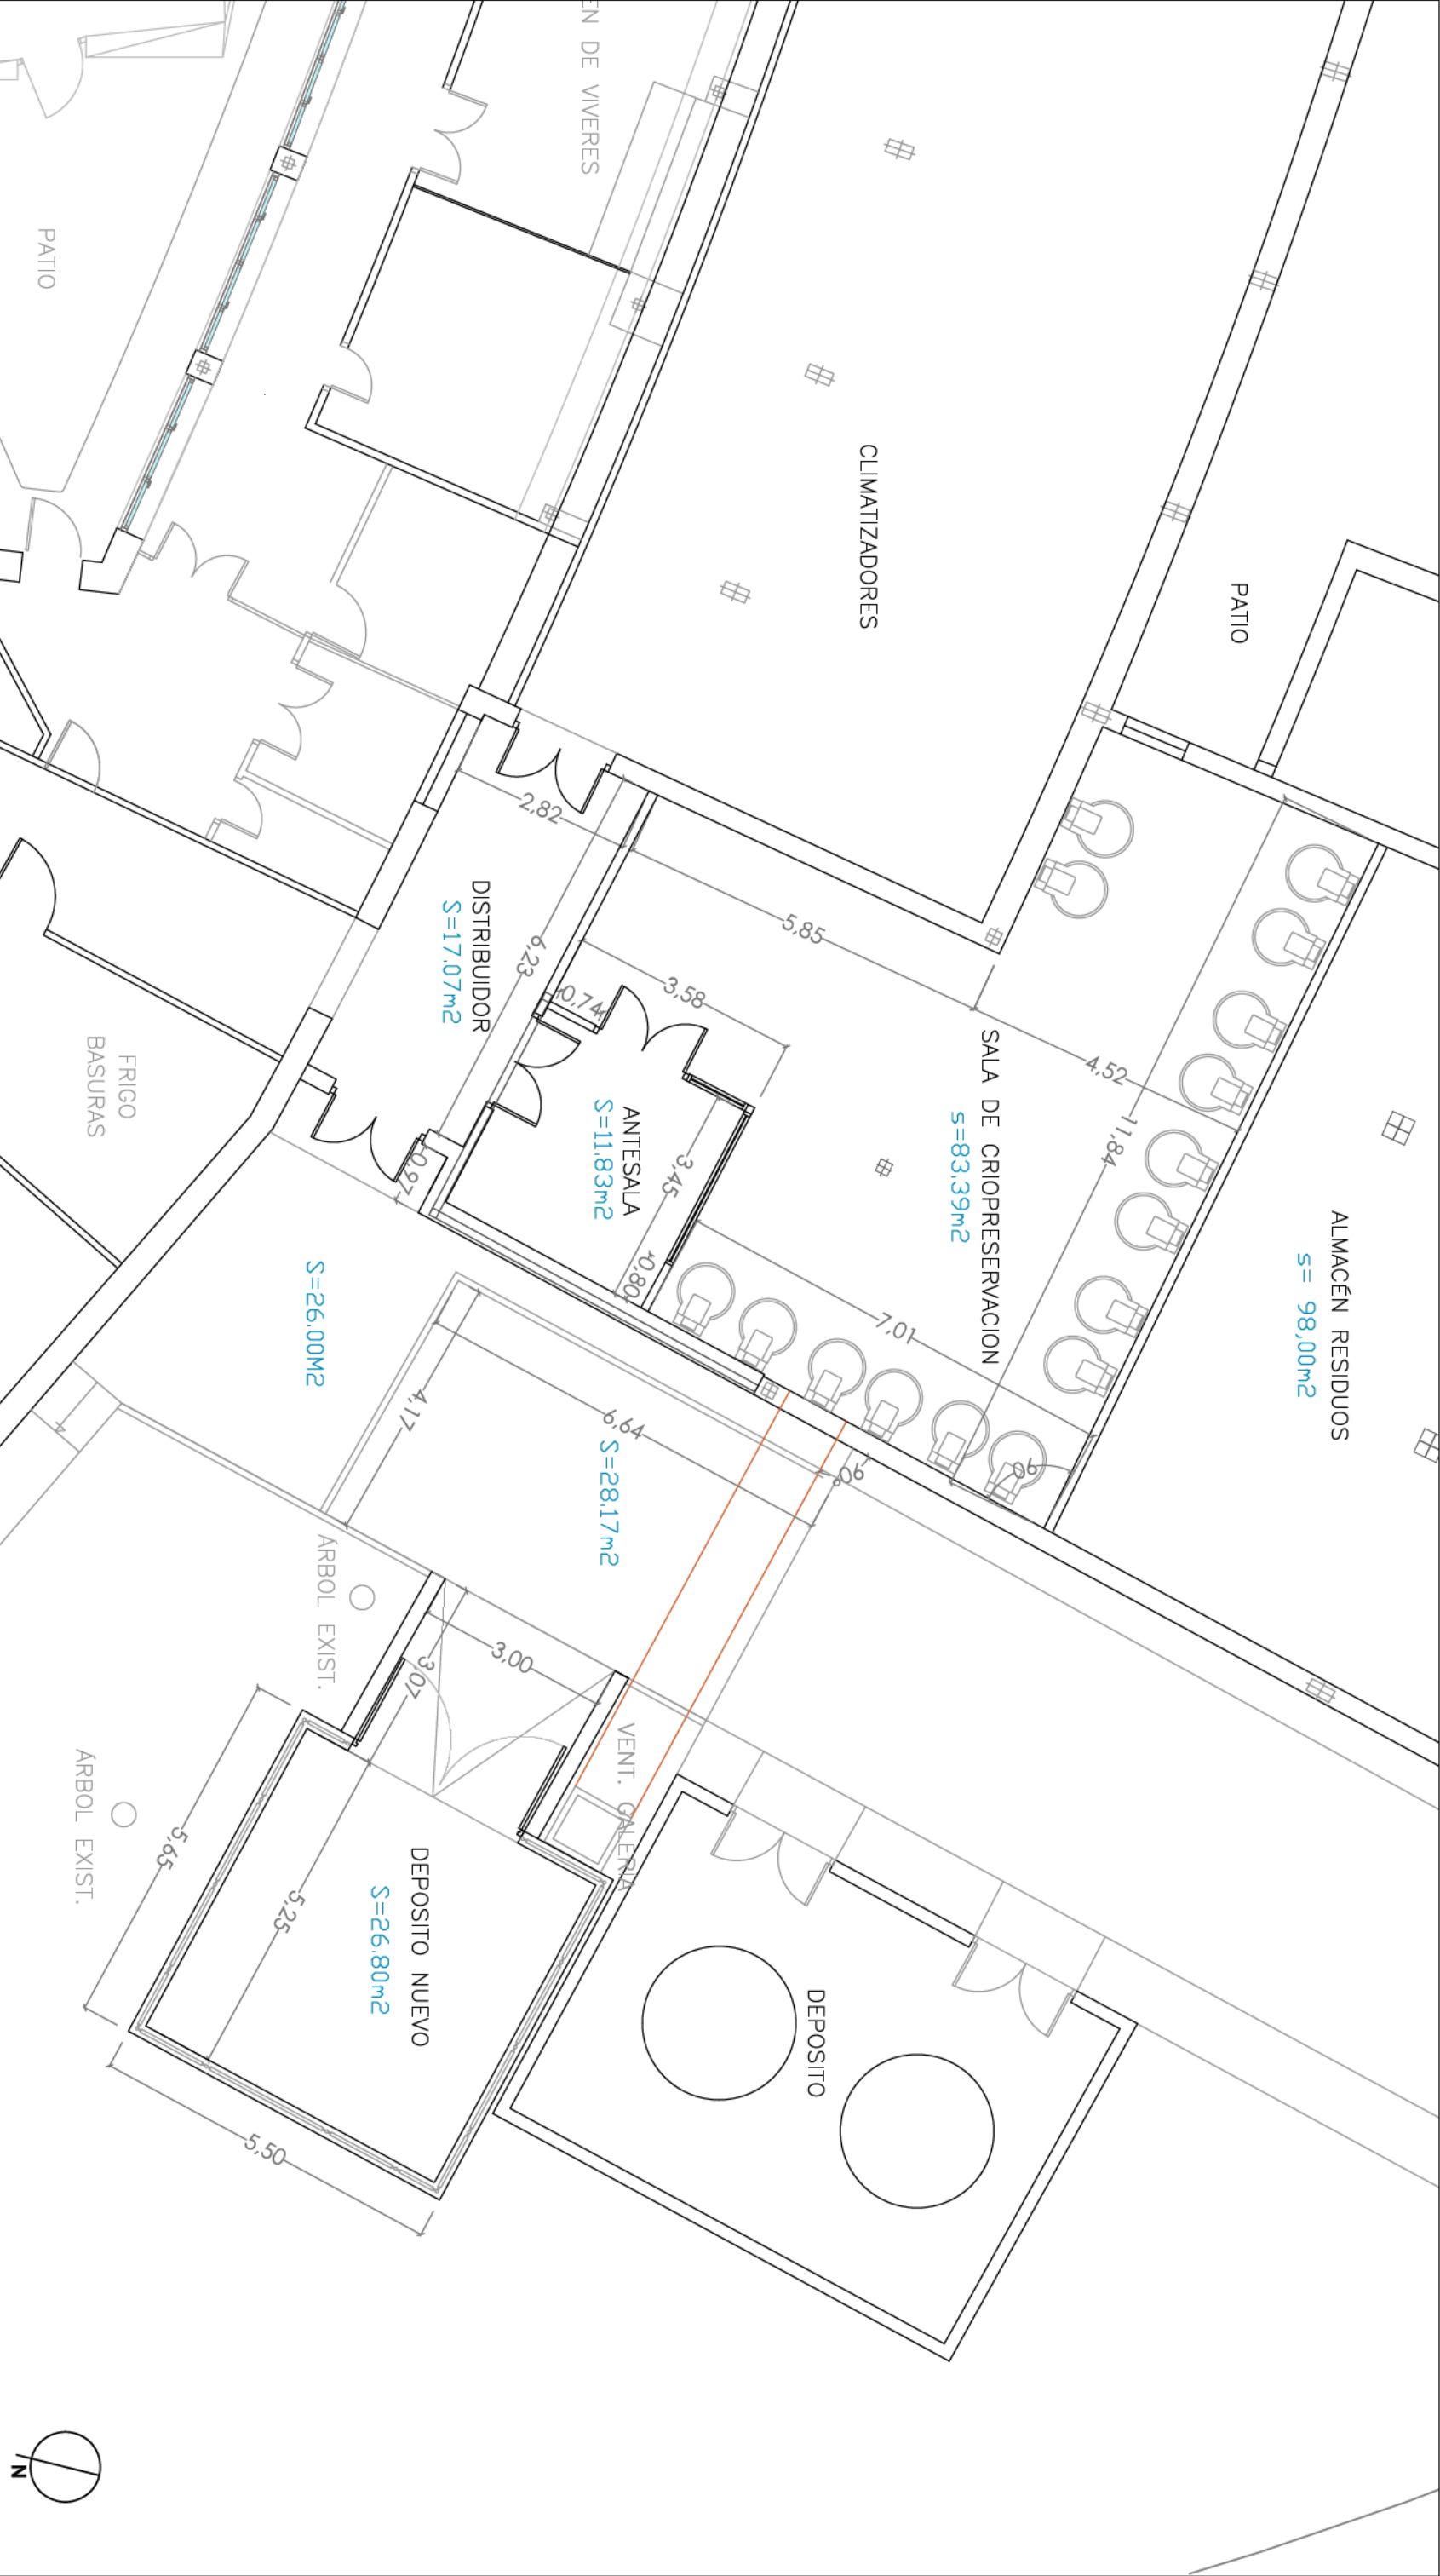 ALMACÉN RESIDUOS
s= 98,00m2
PATIO
SALA DE CRIOPRESERVACION
s=83.39m2
11,84
4,52
5,85
7,01
90°
90°
CLIMATIZADORES
DEPOSITO
3,58
0,74
ANTESALA
S=11.83m2
3,45
0,80
6,64
S=28.17m2
4,17
VENT. GALERIA
EN DE VIVERES
2,82
6,23
DISTRIBUIDOR
S=17.07m2
0,97
3,00
3,07
DEPOSITO NUEVO
S=26.80m2
5,25
5,65
5,50
S=26.00M2
ÁRBOL EXIST.
ÁRBOL EXIST.
FRIGO
BASURAS
PATIO
4
N